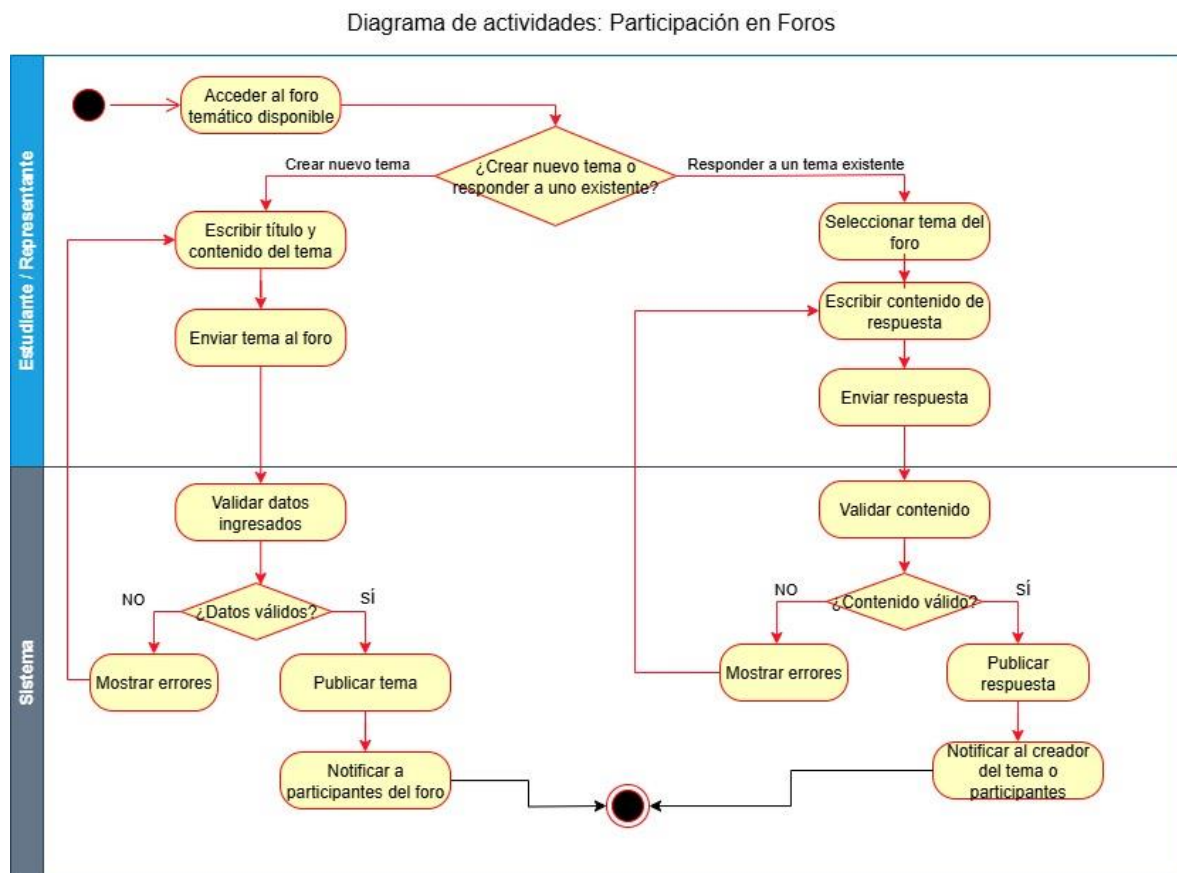 Diagrama de actividades: Participación en Foros
Estudiante / Representante
Acceder al foro
temático disponible
¿Crear nuevo tema o
responder a uno existente?
Crear nuevo tema
Responder a un tema existente
Escribir título y
contenido del tema
Enviar tema al foro
Seleccionar tema del
foro
Escribir contenido de
respuesta
Enviar respuesta
Sistema
Validar datos
ingresados
¿Datos válidos?
NO
SÍ
Mostrar errores
Publicar tema
Notificar a
participantes del foro
Validar contenido
¿Contenido válido?
NO
SÍ
Mostrar errores
Publicar
respuesta
Notificar al creador
del tema o
participantes